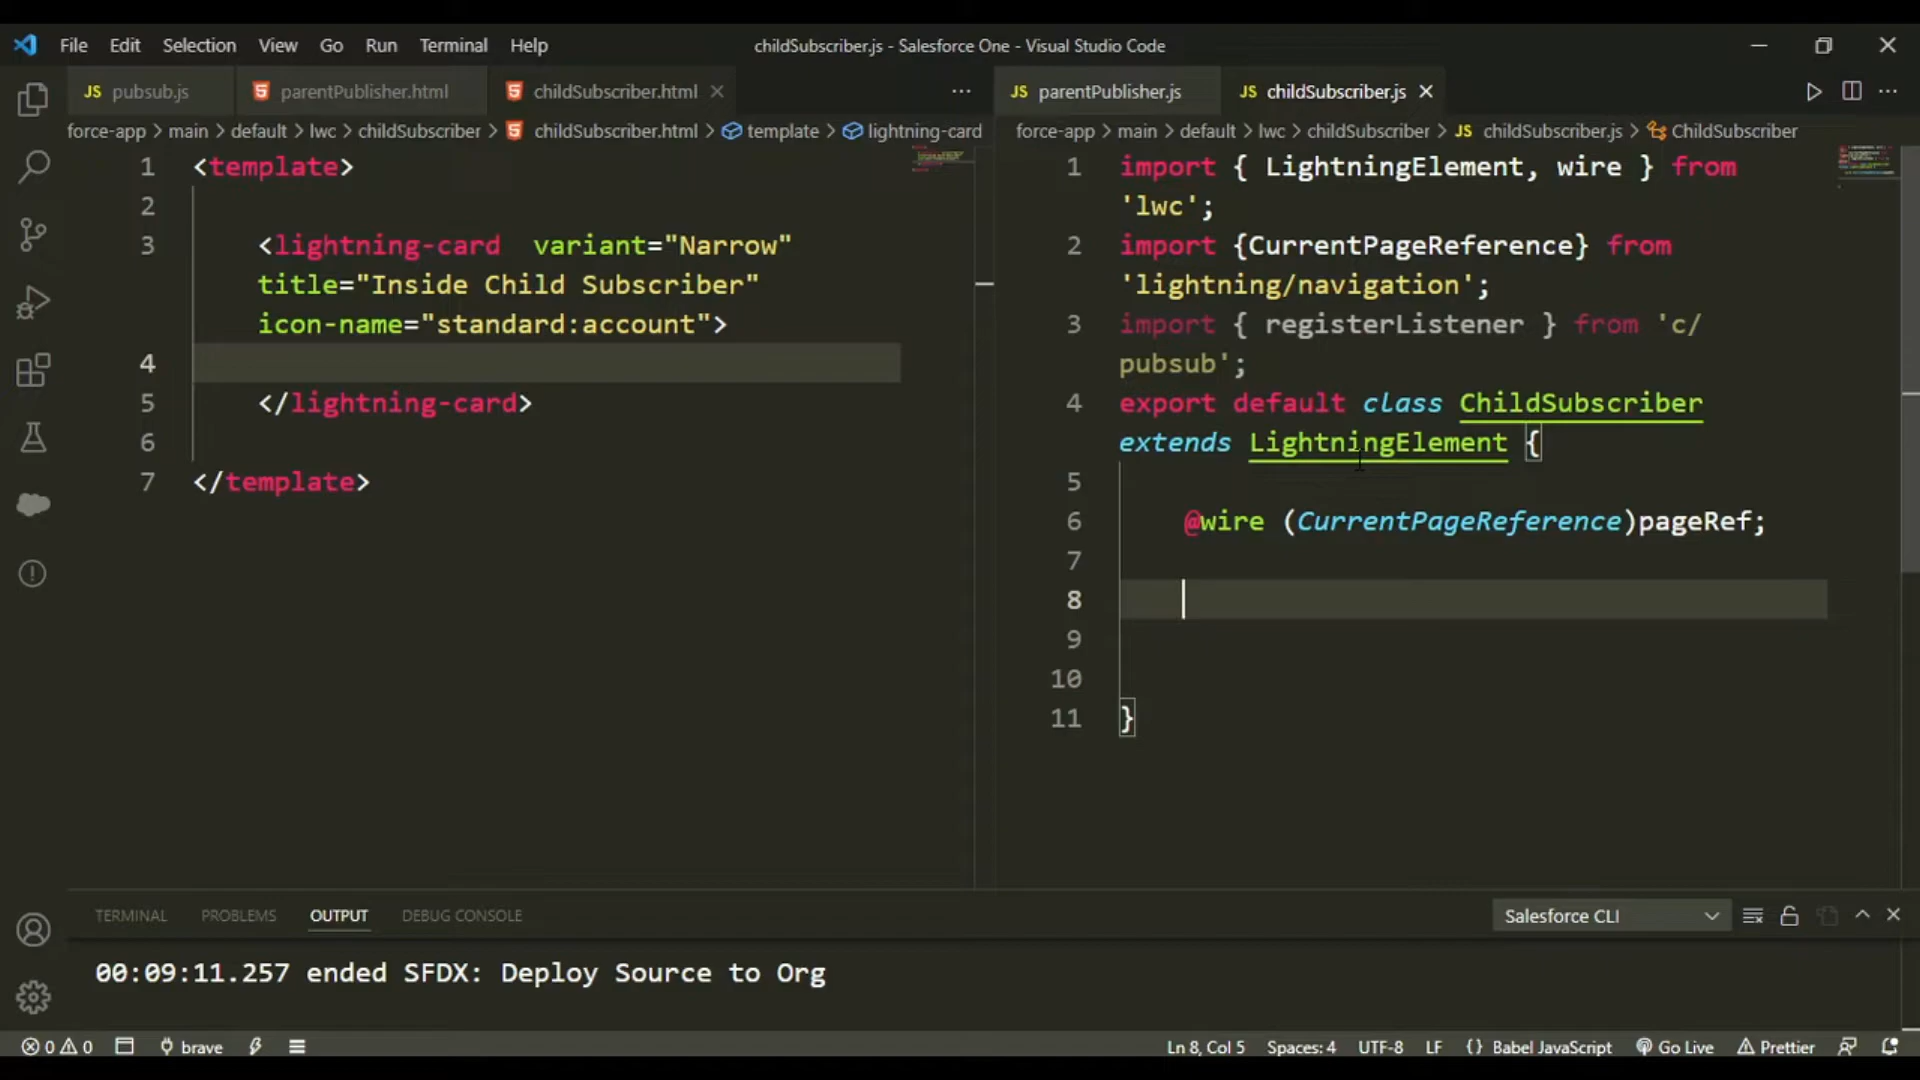 File Edit Selection View Go Run Terminal Help childSubscriber.js - Salesforce One - Visual Studio Code
JS pubsub.js parentPublisher.html childSubscriber.html
force-app > main > default > lwc > childSubscriber > childSubscriber.html > template > lightning-card
1 <template>
2
3 <lightning-card variant="Narrow"
title="Inside Child Subscriber"
icon-name="standard:account">
4
5 </lightning-card>
6
7 </template>
JS parentPublisher.js JS childSubscriber.js
force-app > main > default > lwc > childSubscriber > JS childSubscriber.js > ChildSubscriber
1 import { LightningElement, wire } from
'lwc';
2 import {CurrentPageReference} from
'lightning/navigation';
3 import { registerListener } from 'c/
pubsub';
4 export default class ChildSubscriber
extends LightningElement {
5
6 @wire (CurrentPageReference)pageRef;
7
8
9
10
11 }
TERMINAL PROBLEMS OUTPUT DEBUG CONSOLE Salesforce CLI
00:09:11.257 ended SFDX: Deploy Source to Org
0 0 brave Ln 8, Col 5 Spaces: 4 UTF-8 LF {} Babel JavaScript Go Live Prettier